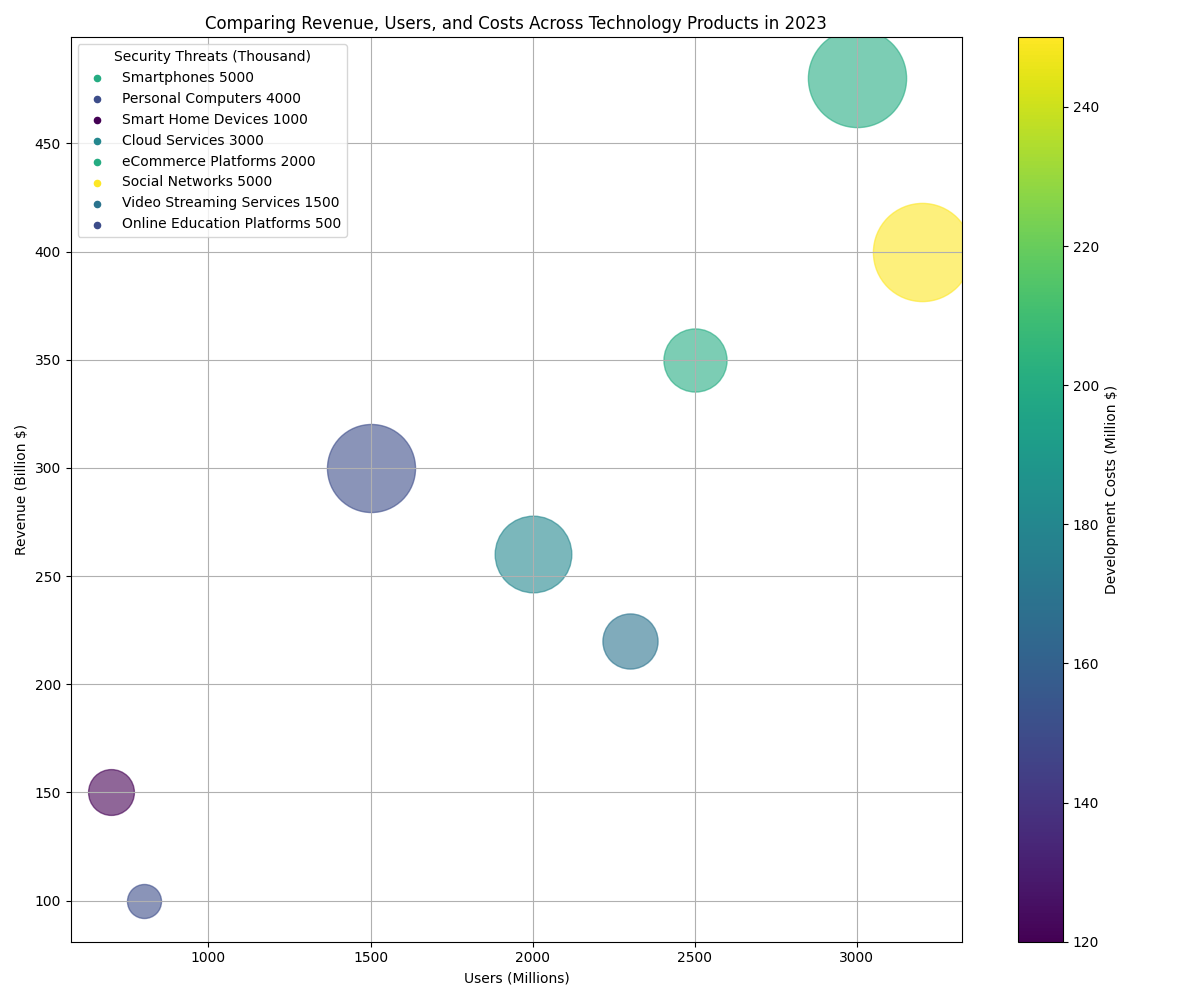 Comparing Revenue, Users, and Costs Across Technology Products in 2023
Security Threats (Thousand)
Smartphones 5000
Personal Computers 4000
Smart Home Devices 1000
Cloud Services 3000
eCommerce Platforms 2000
Social Networks 5000
Video Streaming Services 1500
Online Education Platforms 500
Revenue (Billion $)
450
400
350
300
250
200
150
100
1000
1500
2000
2500
3000
Users (Millions)
240
220
200
180
160
140
120
Development Costs (Million $)